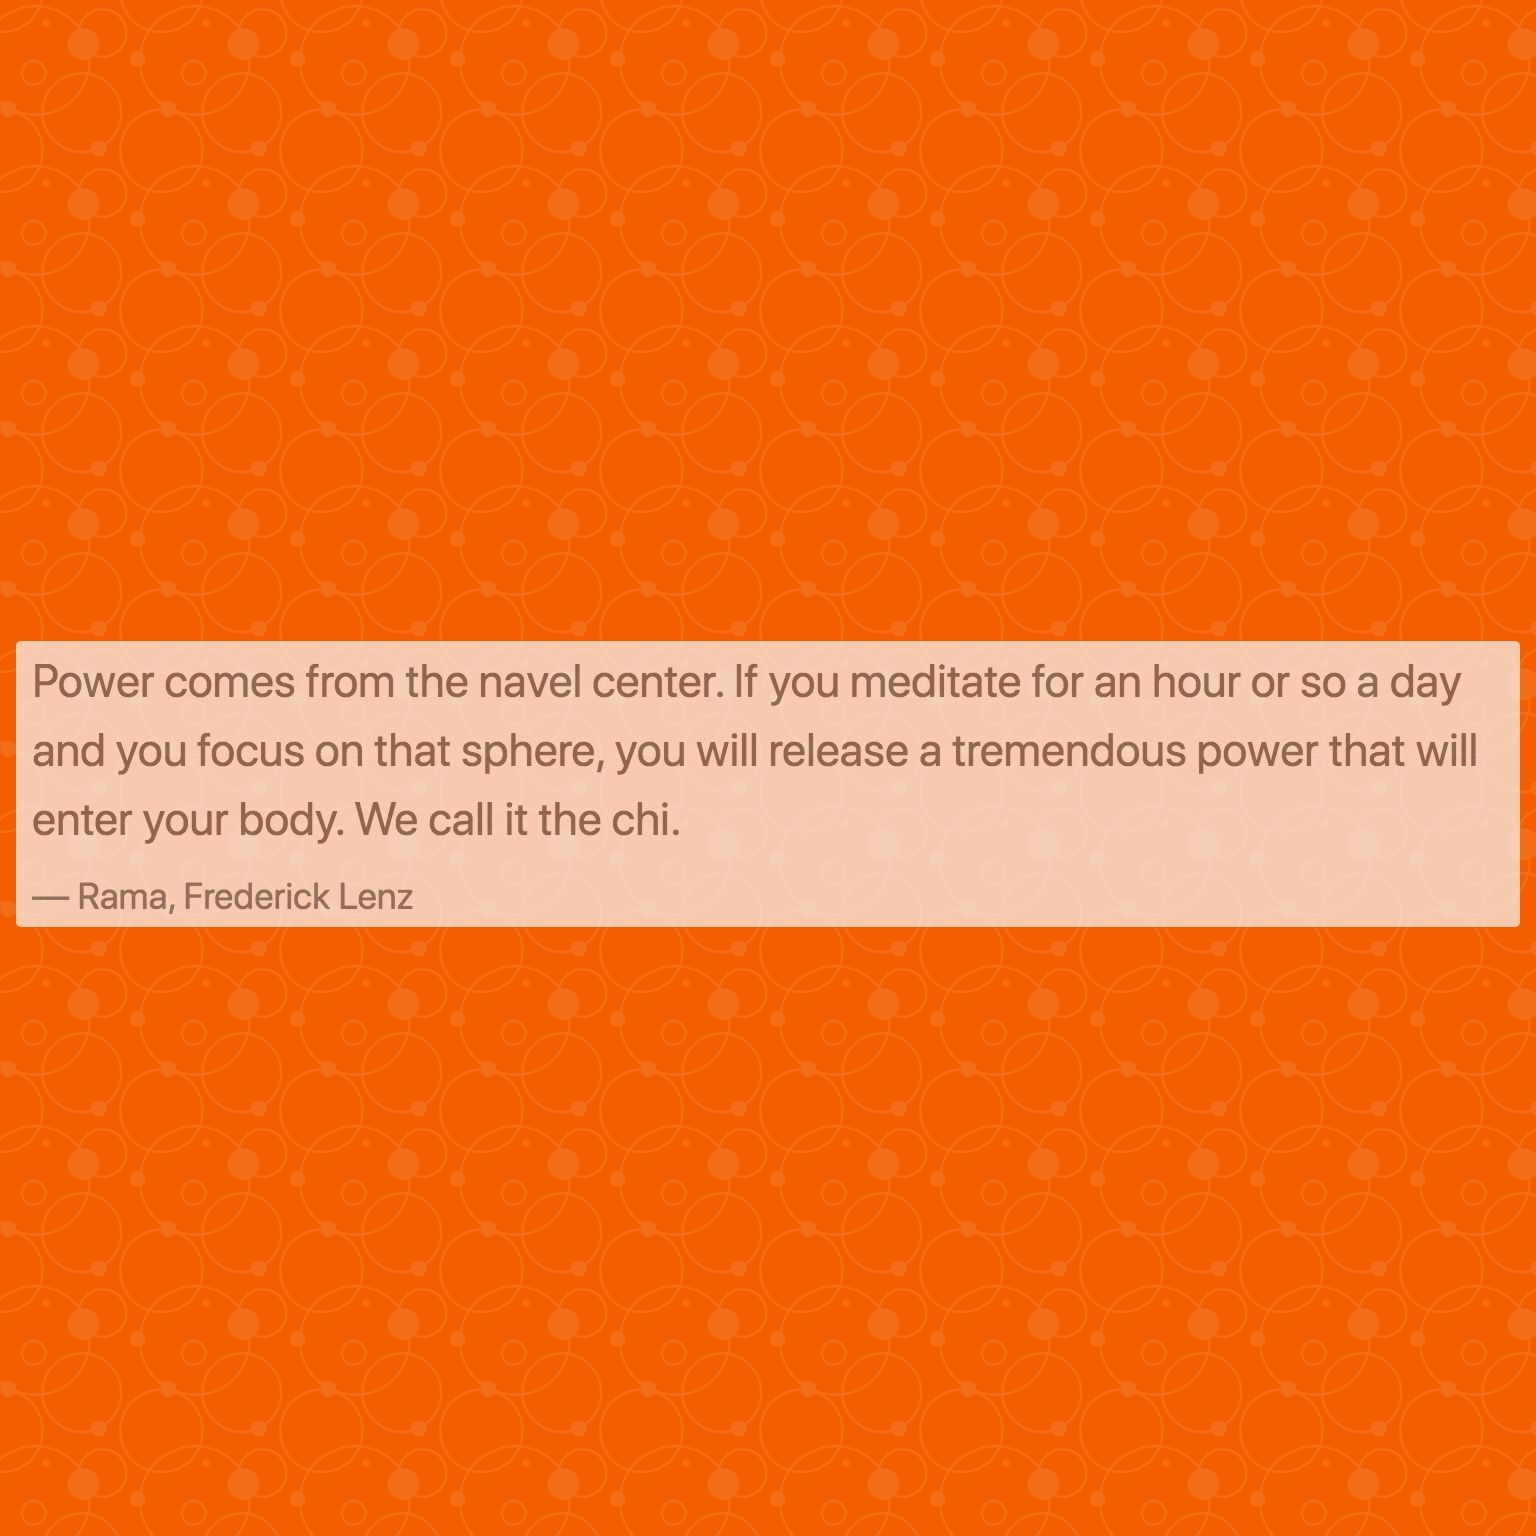 Power comes from the navel center. If you meditate for an hour or so a day
and you focus on that sphere, you will release a tremendous power that will
enter your body. We call it the chi.
— Rama, Frederick Lenz